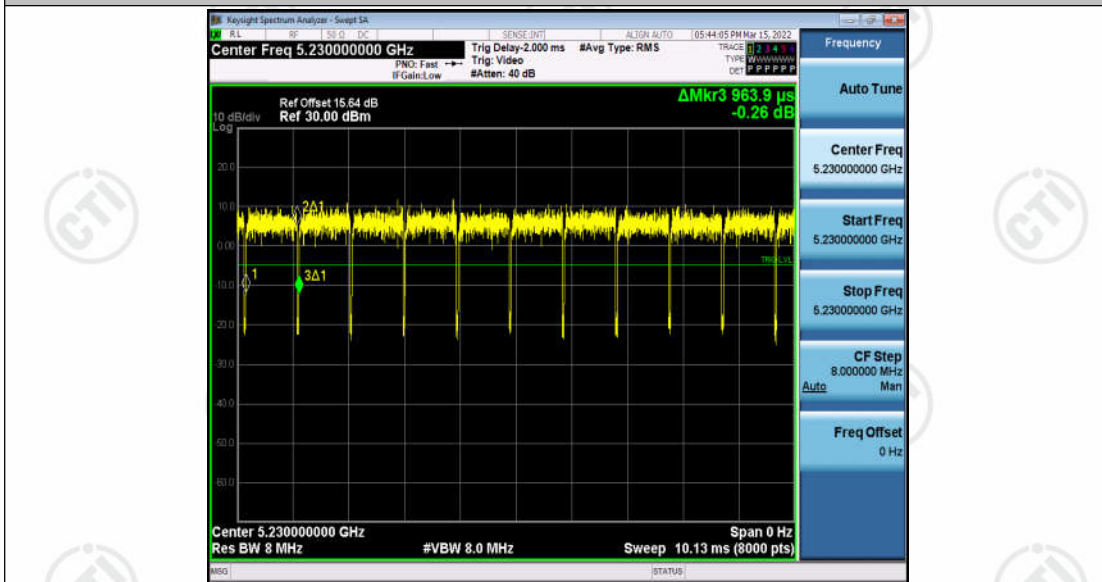 Keysight Spectrum Analyzer - Swept SA
RL RF 50 Ω DC SENSE:INT ALIGN AUTO 05:44:05 PM Mar 15, 2022
Center Freq 5.230000000 GHz
PNO: Fast
IFGain:Low
Trig Delay-2.000 ms
Trig: Video
#Atten: 40 dB
#Avg Type: RMS
TRACE 1 2 3 4 5 6
TYPE WWWWWW
DET P P P P P P
ΔMkr3 963.9 µs
-0.26 dB
Ref Offset 15.64 dB
10 dB/div Ref 30.00 dBm
Log
20.0
10.0
0.00
-10.0
-20.0
-30.0
-40.0
-50.0
-60.0
2Δ1
1
3Δ1
TRIG LVL
Center 5.230000000 GHz
Span 0 Hz
Res BW 8 MHz
#VBW 8.0 MHz
Sweep 10.13 ms (8000 pts)
MSG
STATUS
Frequency
Auto Tune
Center Freq
5.230000000 GHz
Start Freq
5.230000000 GHz
Stop Freq
5.230000000 GHz
CF Step
8.000000 MHz
Auto Man
Freq Offset
0 Hz
CTI
CTI